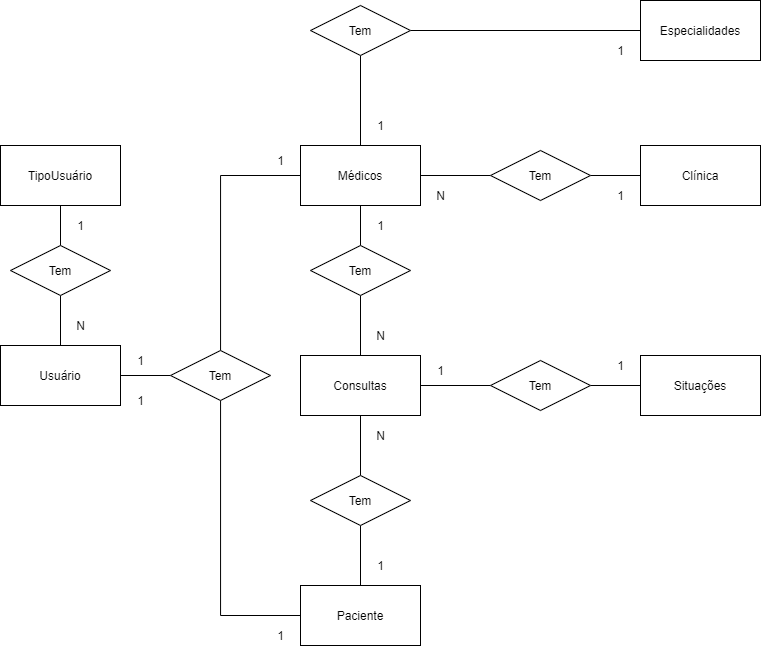 Tem
Especialidades
1
1
TipoUsuário
1
Médicos
Tem
Clínica
N
1
1
1
Tem
Tem
N
N
Usuário
1
1
Tem
Consultas
1
Tem
1
Situações
N
Tem
1
Paciente
1